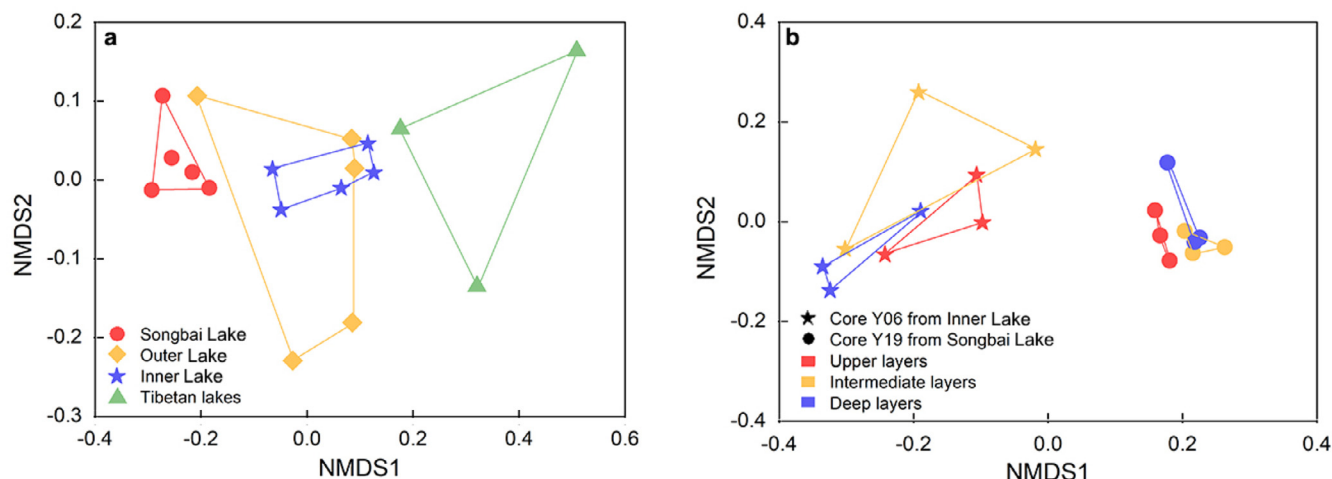 a
0.2
0.1
0.0
-0.1
-0.2
-0.3
NMDS2
Songbai Lake
Outer Lake
Inner Lake
Tibetan lakes
-0.4 -0.2 0.0 0.2 0.4 0.6
NMDS1
b
0.4
0.2
0.0
-0.2
-0.4
NMDS2
Core Y06 from Inner Lake
Core Y19 from Songbai Lake
Upper layers
Intermediate layers
Deep layers
-0.4 -0.2 0.0 0.2 0.4
NMDS1